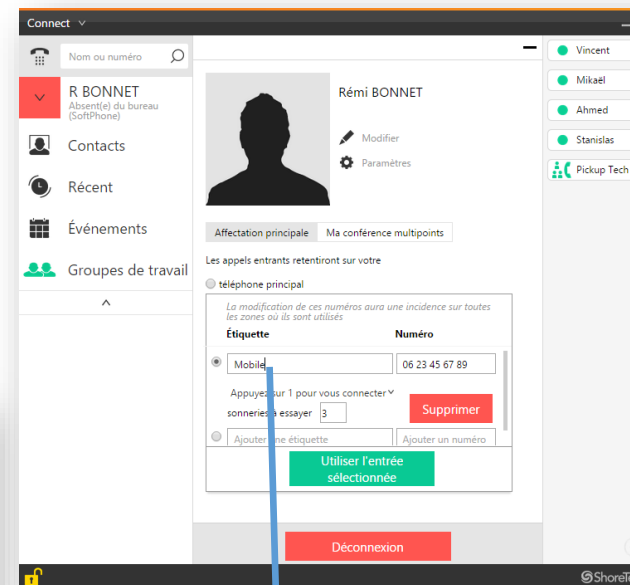 Connect
Nom ou numéro
R BONNET
Absent(e) du bureau
(SoftPhone)
Contacts
Récent
Événements
Groupes de travail
Rémi BONNET
Modifier
Paramètres
Affectation principale
Ma conférence multipoints
Les appels entrants retentiront sur votre
téléphone principal
La modification de ces numéros aura une incidence sur toutes
les zones où ils sont utilisés
Étiquette Numéro
Mobile 06 23 45 67 89
Appuyez sur 1 pour vous connecter
sonneries à essayer 3
Supprimer
Ajouter une étiquette Ajouter un numéro
Utiliser l'entrée
sélectionnée
Déconnexion
Vincent
Mikaël
Ahmed
Stanislas
Pickup Tech